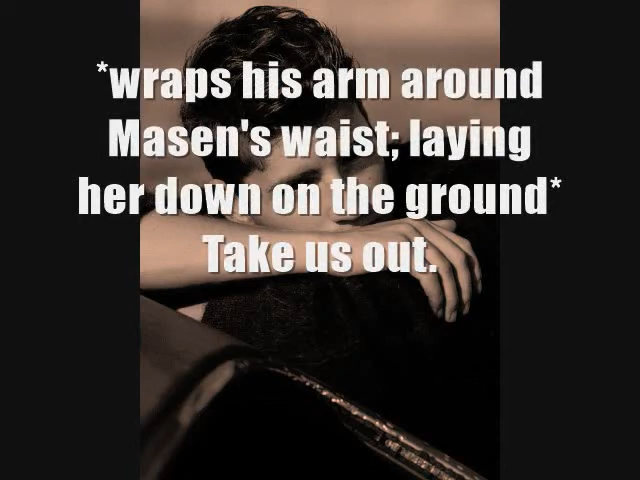 *wraps his arm around
Masen's waist; laying
her down on the ground*
Take us out.